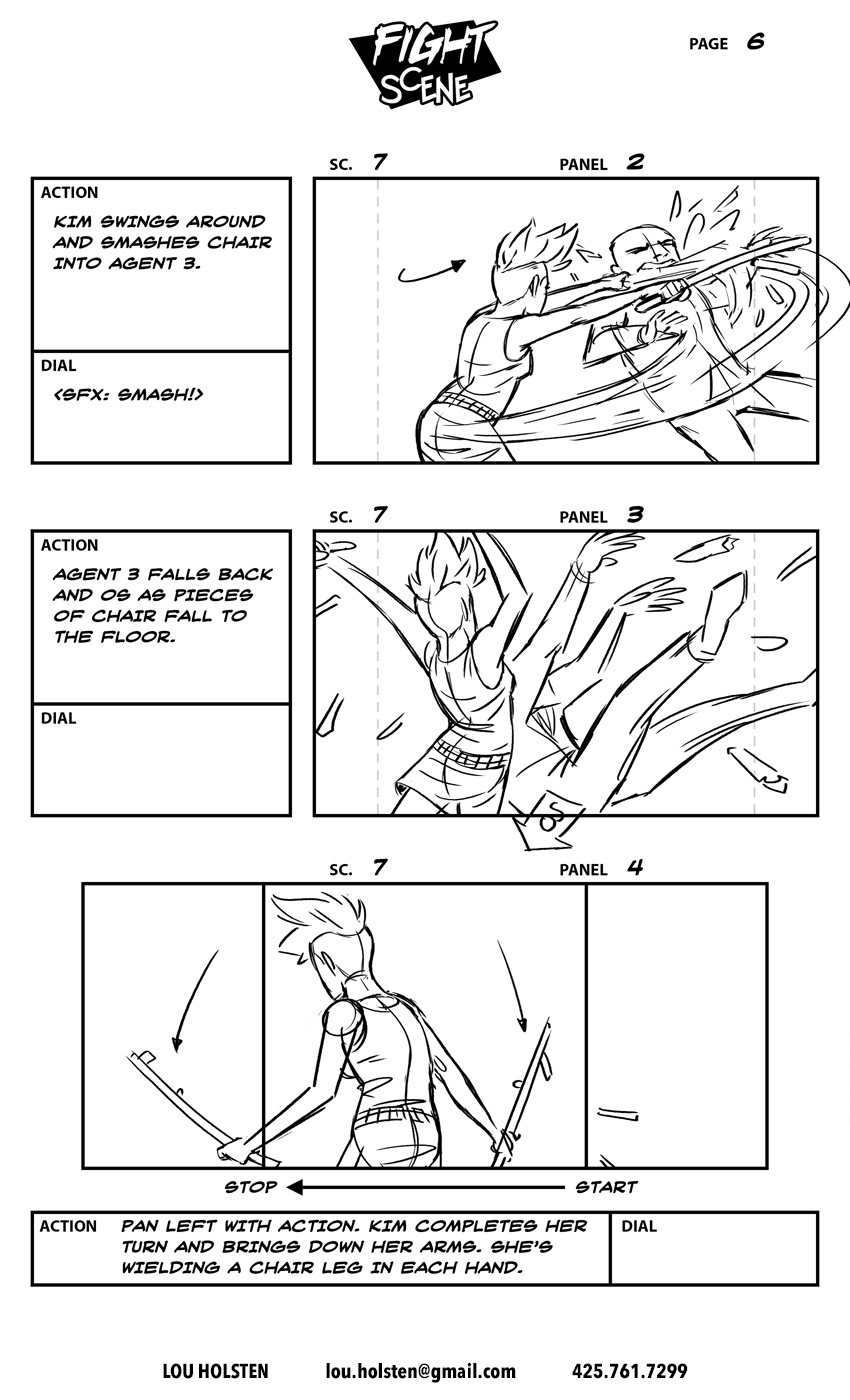 FIGHT
SCENE
PAGE 6
SC. 7 PANEL 2
ACTION
KIM SWINGS AROUND
AND SMASHES CHAIR
INTO AGENT 3.
DIAL
<SFX: SMASH!>
SC. 7 PANEL 3
ACTION
AGENT 3 FALLS BACK
AND OS AS PIECES
OF CHAIR FALL TO
THE FLOOR.
DIAL
OS
SC. 7 PANEL 4
STOP START
ACTION PAN LEFT WITH ACTION. KIM COMPLETES HER
TURN AND BRINGS DOWN HER ARMS. SHE'S
WIELDING A CHAIR LEG IN EACH HAND.
DIAL
LOU HOLSTEN lou.holsten@gmail.com 425.761.7299